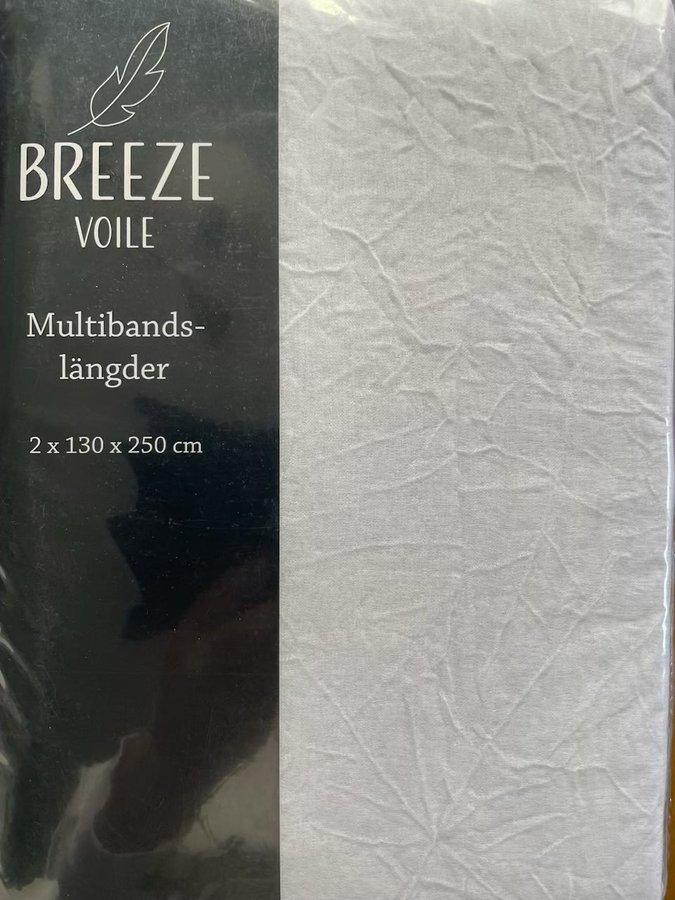 BREEZE
VOILE
Multibands-
längder
2 x 130 x 250 cm